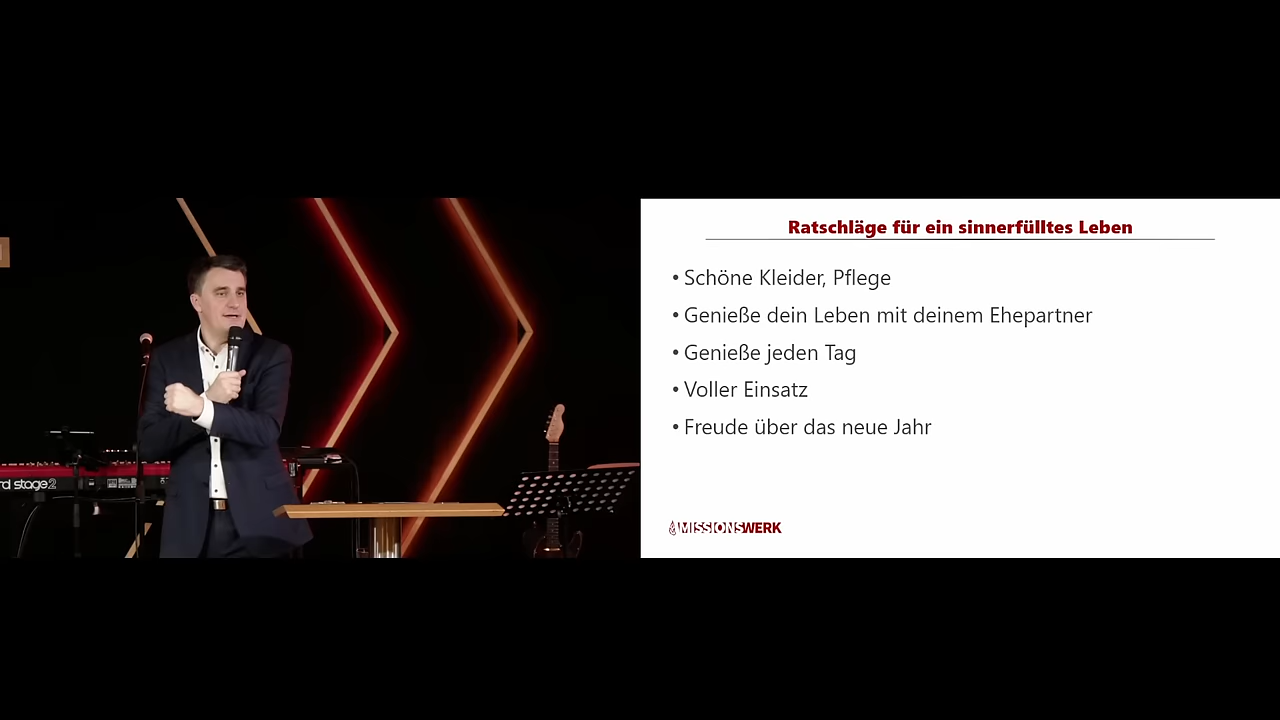 rd stage2
Ratschläge für ein sinnerfülltes Leben
• Schöne Kleider, Pflege
• Genieße dein Leben mit deinem Ehepartner
• Genieße jeden Tag
• Voller Einsatz
• Freude über das neue Jahr
MISSIONSWERK